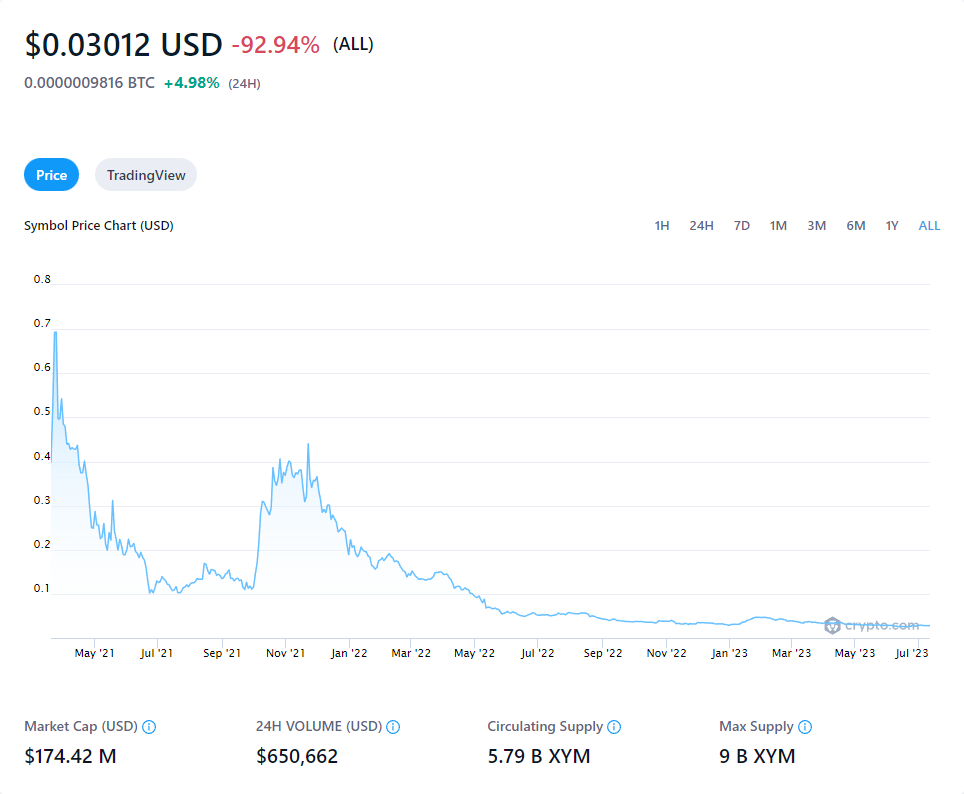 $0.03012 USD -92.94% (ALL)
0.0000009816 BTC +4.98% (24H)
Price TradingView
Symbol Price Chart (USD) 1H 24H 7D 1M 3M 6M 1Y ALL
0.8
0.7
0.6
0.5
0.4
0.3
0.2
0.1
crypto.com
May '21 Jul '21 Sep '21 Nov '21 Jan '22 Mar '22 May '22 Jul '22 Sep '22 Nov '22 Jan '23 Mar '23 May '23 Jul '23
Market Cap (USD) 24H VOLUME (USD) Circulating Supply Max Supply
$174.42 M $650,662 5.79 B XYM 9 B XYM